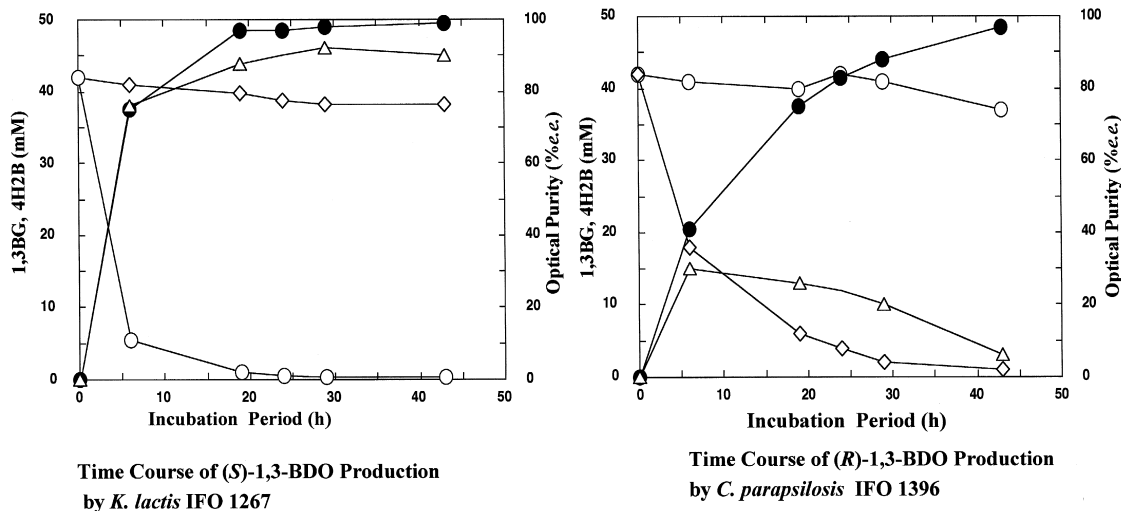 50
40
30
20
10
0
1,3BG, 4H2B (mM)
100
80
60
40
20
0
Optical Purity (%e.e.)
0 10 20 30 40 50
Incubation Period (h)
Time Course of (S)-1,3-BDO Production
by K. lactis IFO 1267
50
40
30
20
10
0
1,3BG, 4H2B (mM)
100
80
60
40
20
0
Optical Purity (%e.e.)
0 10 20 30 40 50
Incubation Period (h)
Time Course of (R)-1,3-BDO Production
by C. parapsilosis IFO 1396